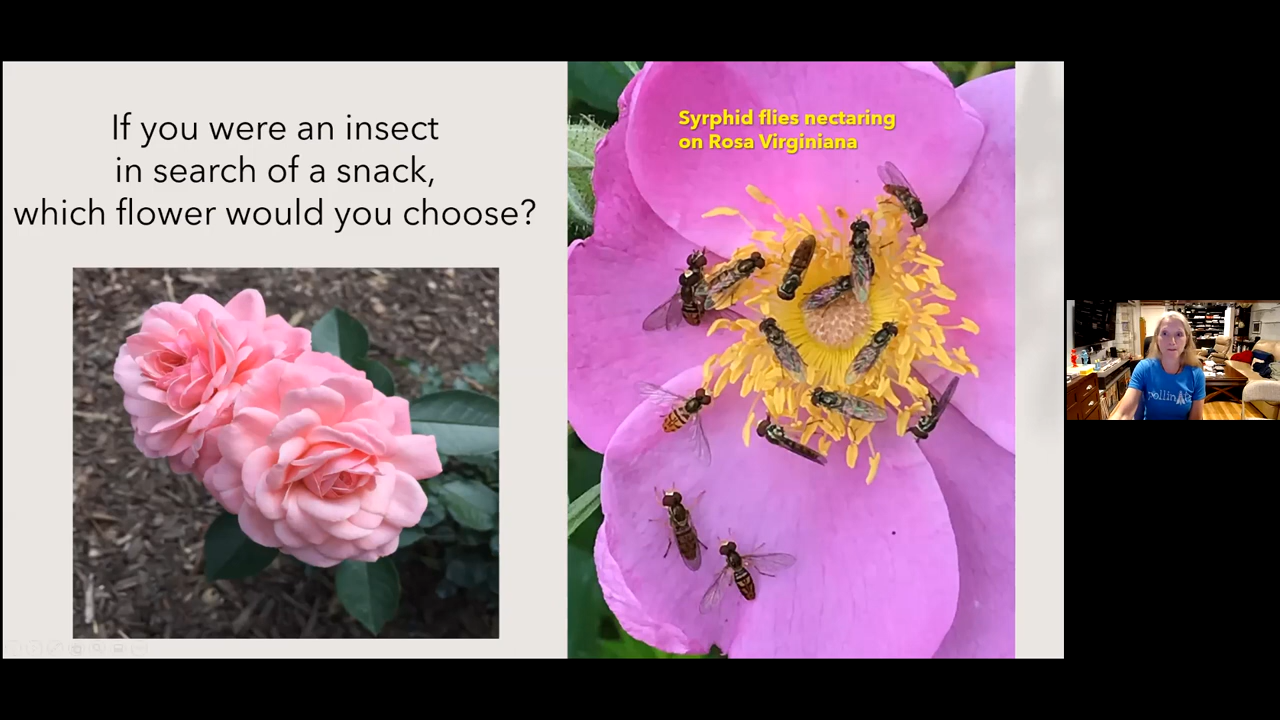 If you were an insect
in search of a snack,
which flower would you choose?
Syrphid flies nectaring
on Rosa Virginiana